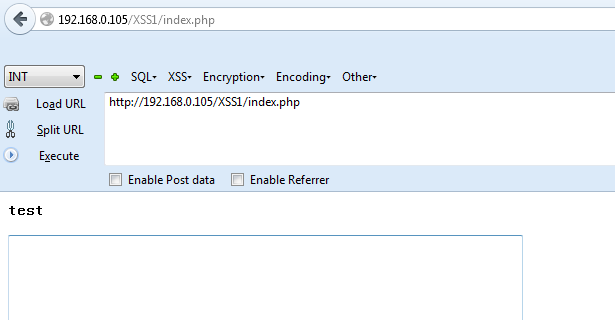 192.168.0.105/XSS1/index.php
INT SQL XSS Encryption Encoding Other
Load URL http://192.168.0.105/XSS1/index.php
Split URL
Execute
Enable Post data Enable Referrer
test